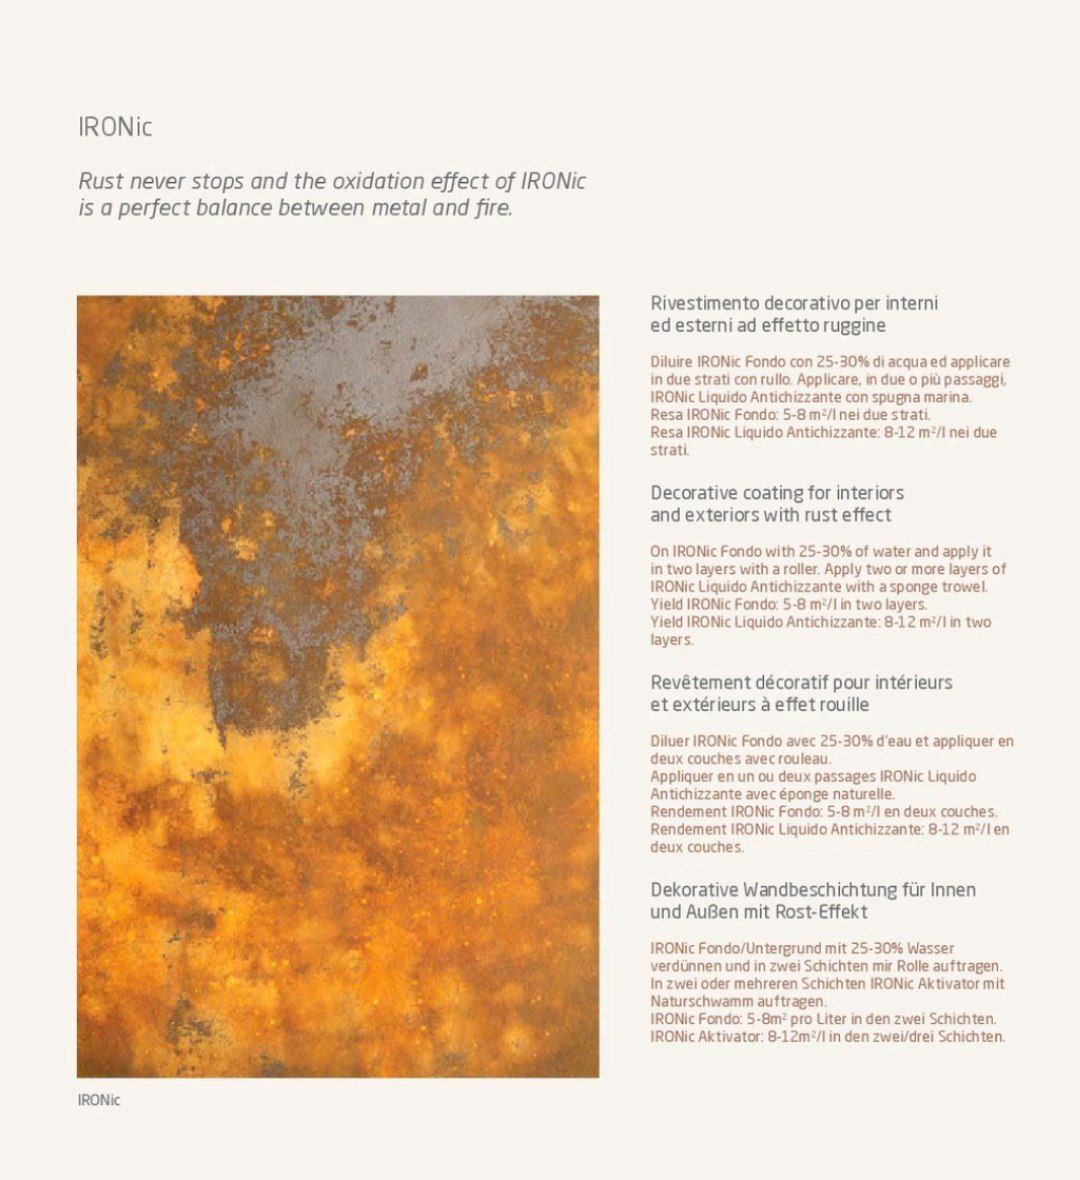 IRONic
Rust never stops and the oxidation effect of IRONic
is a perfect balance between metal and fire.
Rivestimento decorativo per interni
ed esterni ad effetto ruggine
Diluire IRONic Fondo con 25-30% di acqua ed applicare
in due strati con rullo. Applicare, in due o più passaggi,
IRONic Liquido Antichizzante con spugna marina.
Resa IRONic Fondo: 5-8 m²/l nei due strati.
Resa IRONic Liquido Antichizzante: 8-12 m²/l nei due
strati.
Decorative coating for interiors
and exteriors with rust effect
On IRONic Fondo with 25-30% of water and apply it
in two layers with a roller. Apply two or more layers of
IRONic Liquido Antichizzante with a sponge trowel.
Yield IRONic Fondo: 5-8 m²/l in two layers.
Yield IRONic Liquido Antichizzante: 8-12 m²/l in two
layers.
Revêtement décoratif pour intérieurs
et extérieurs à effet rouille
Diluer IRONic Fondo avec 25-30% d'eau et appliquer en
deux couches avec rouleau.
Appliquer en un ou deux passages IRONic Liquido
Antichizzante avec éponge naturelle.
Rendement IRONic Fondo: 5-8 m²/l en deux couches.
Rendement IRONic Liquido Antichizzante: 8-12 m²/l en
deux couches.
Dekorative Wandbeschichtung für Innen
und Außen mit Rost-Effekt
IRONic Fondo/Untergrund mit 25-30% Wasser
verdünnen und in zwei Schichten mir Rolle auftragen.
In zwei oder mehreren Schichten IRONic Aktivator mit
Naturschwamm auftragen.
IRONic Fondo: 5-8m² pro Liter in den zwei Schichten.
IRONic Aktivator: 8-12m²/l in den zwei/drei Schichten.
IRONic